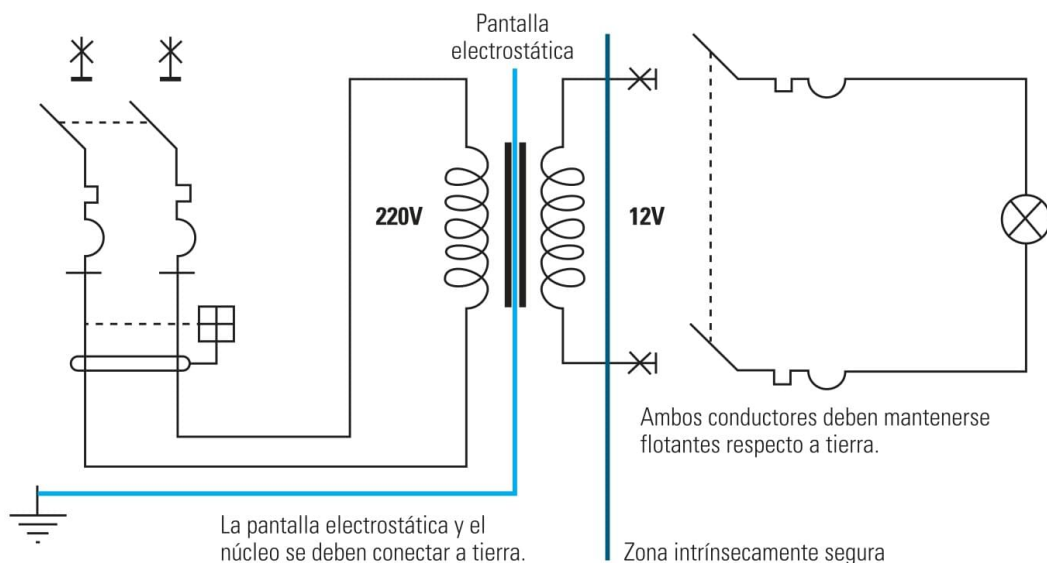 Pantalla
electrostática
220V
12V
Ambos conductores deben mantenerse
flotantes respecto a tierra.
La pantalla electrostática y el
núcleo se deben conectar a tierra.
Zona intrínsecamente segura